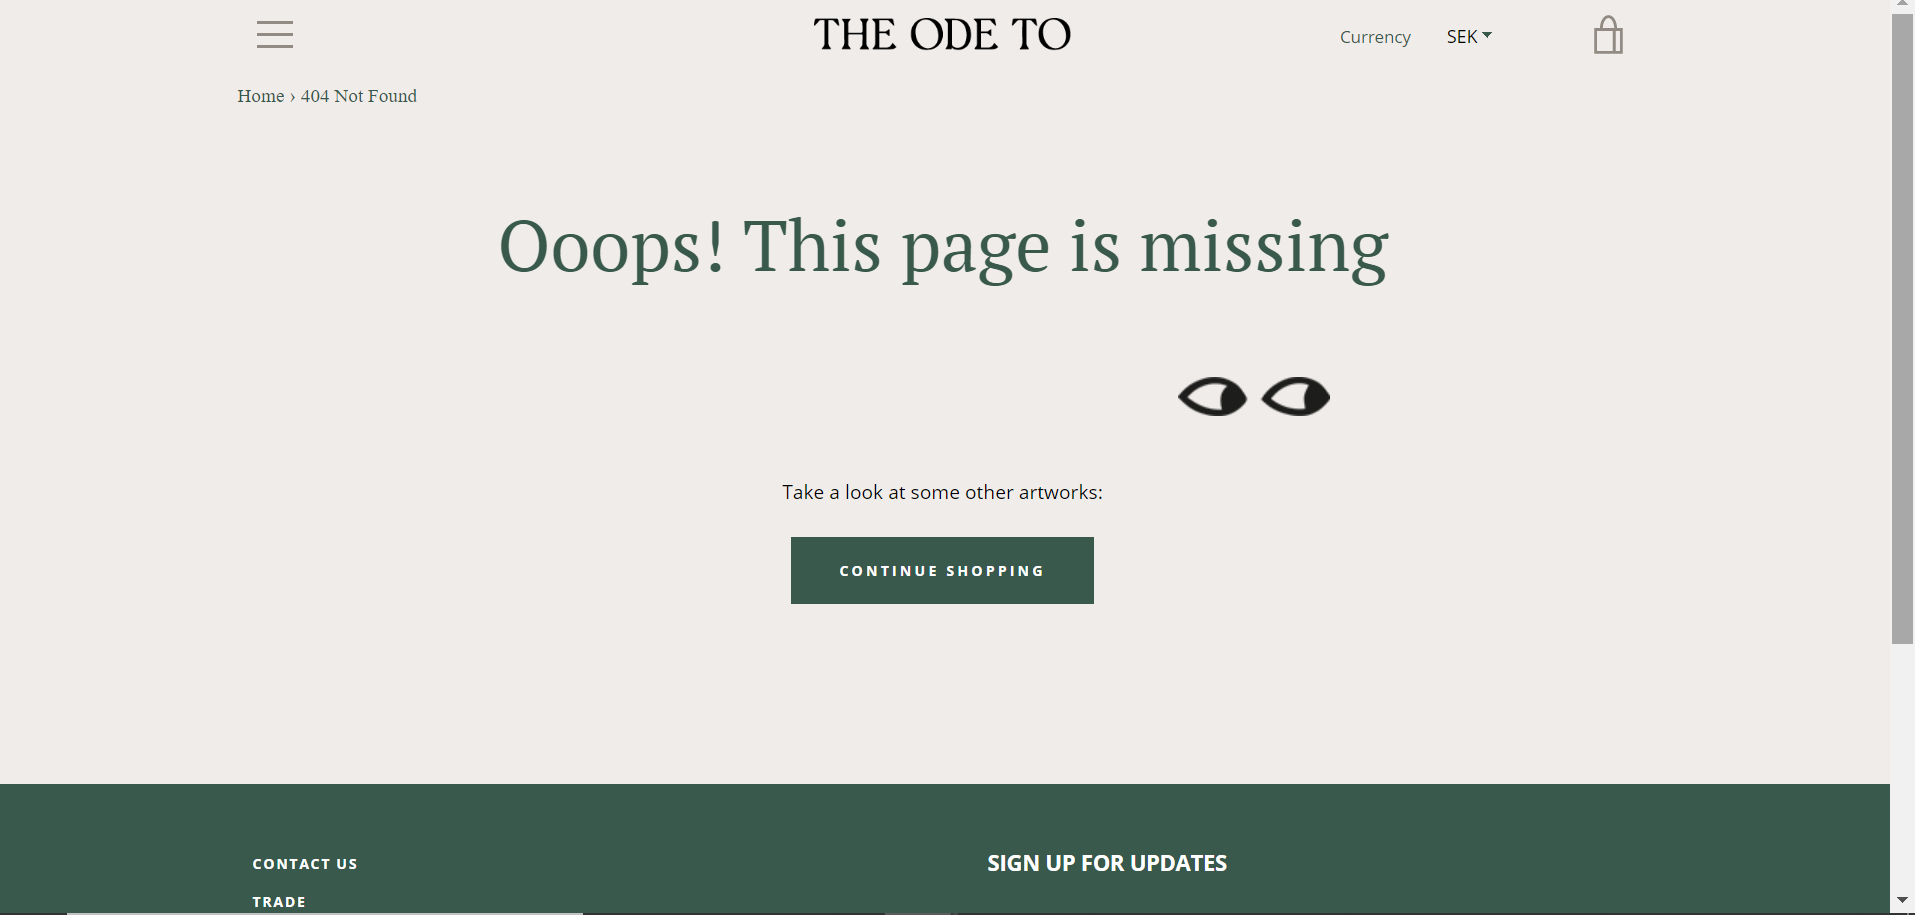 THE ODE TO
Currency SEK
Home › 404 Not Found
Ooops! This page is missing
Take a look at some other artworks:
CONTINUE SHOPPING
CONTACT US
SIGN UP FOR UPDATES
TRADE